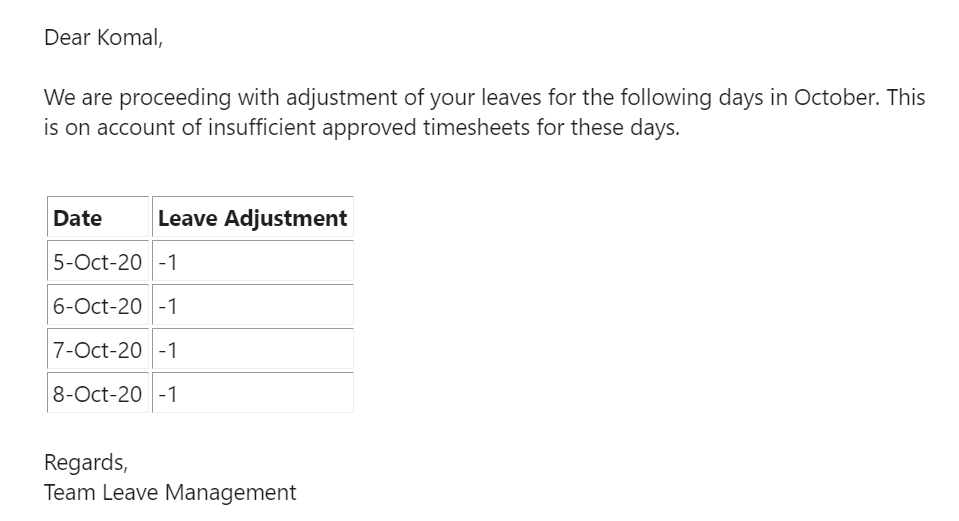 Dear Komal,
We are proceeding with adjustment of your leaves for the following days in October. This
is on account of insufficient approved timesheets for these days.
Date Leave Adjustment
5-Oct-20 -1
6-Oct-20 -1
7-Oct-20 -1
8-Oct-20 -1
Regards,
Team Leave Management